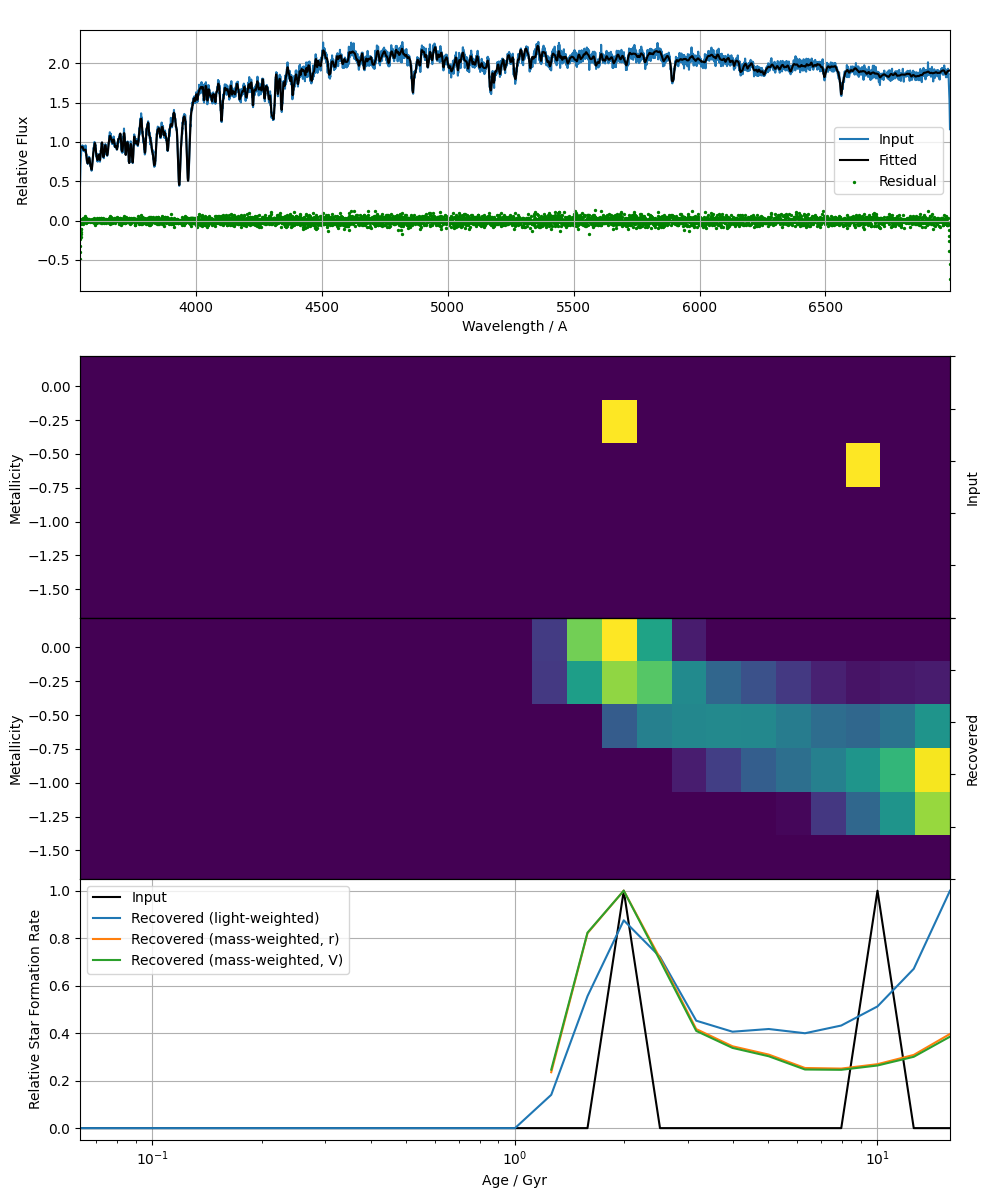 2.0
1.5
1.0
0.5
0.0
−0.5
Relative Flux
Input
Fitted
Residual
4000
4500
5000
5500
6000
6500
Wavelength / A
0.00
−0.25
−0.50
−0.75
−1.00
−1.25
−1.50
Metallicity
Input
0.00
−0.25
−0.50
−0.75
−1.00
−1.25
−1.50
Metallicity
Recovered
1.0
0.8
0.6
0.4
0.2
0.0
Relative Star Formation Rate
Input
Recovered (light-weighted)
Recovered (mass-weighted, r)
Recovered (mass-weighted, V)
10⁻¹
10⁰
10¹
Age / Gyr